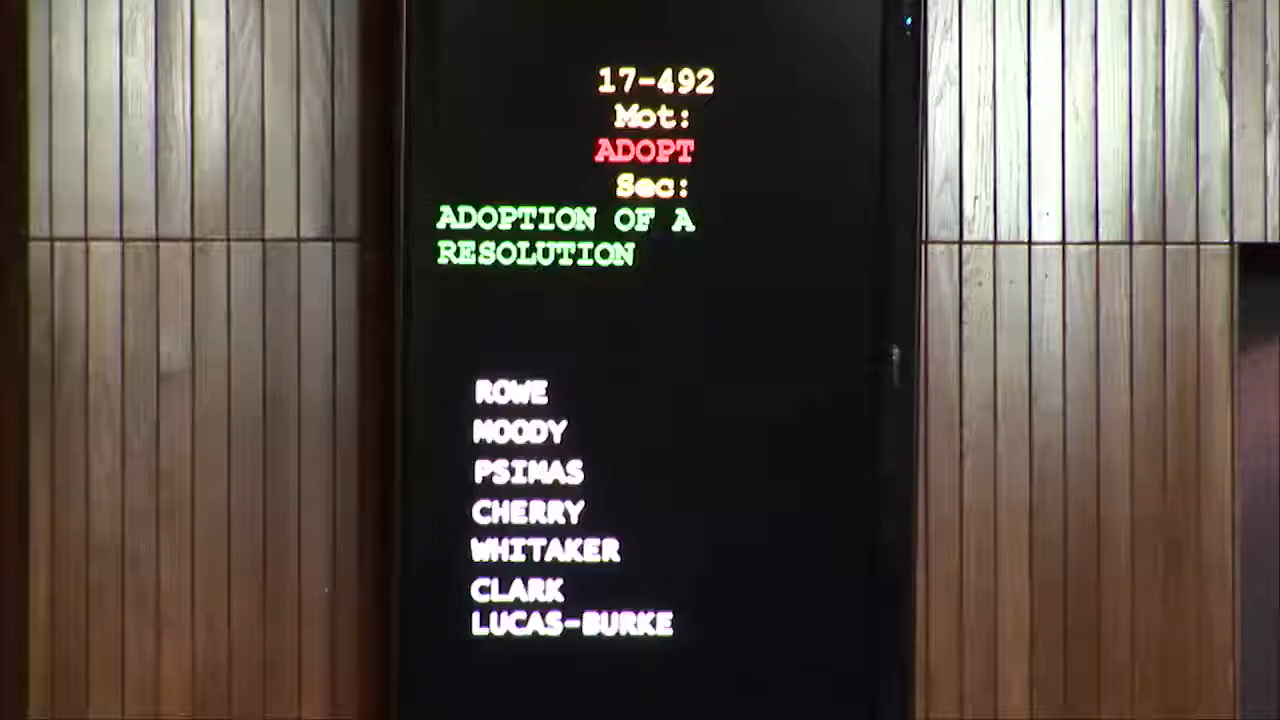 17-492
Mot:
ADOPT
Sec:
ADOPTION OF A
RESOLUTION
ROWE
MOODY
PSIMAS
CHERRY
WHITAKER
CLARK
LUCAS-BURKE